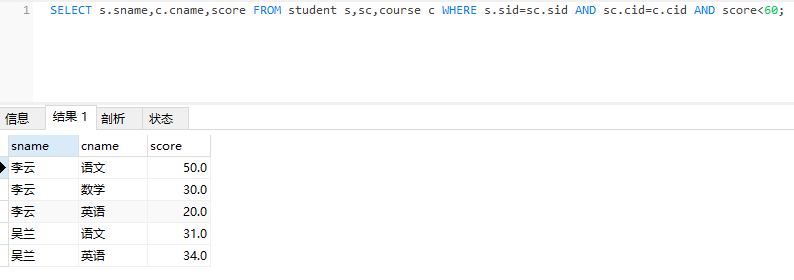 1 SELECT s.sname,c.cname,score FROM student s,sc,course c WHERE s.sid=sc.sid AND sc.cid=c.cid AND score<60;
信息 结果 1 剖析 状态
sname cname score
李云 语文 50.0
李云 数学 30.0
李云 英语 20.0
吴兰 语文 31.0
吴兰 英语 34.0